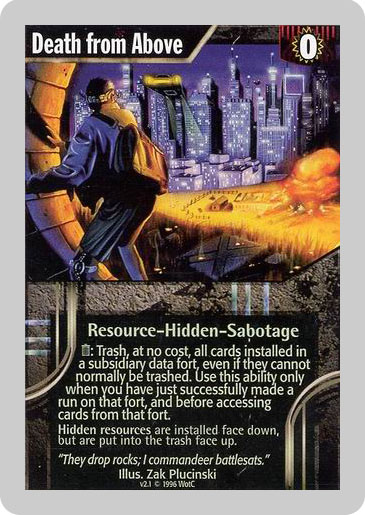 Death from Above
0
Resource-Hidden-Sabotage
: Trash, at no cost, all cards installed in
a subsidiary data fort, even if they cannot
normally be trashed. Use this ability only
when you have just successfully made a
run on that fort, and before accessing
cards from that fort.
Hidden resources are installed face down,
but are put into the trash face up.
"They drop rocks; I commandeer battlesats."
Illus. Zak Plucinski
v2.1 © 1996 WotC